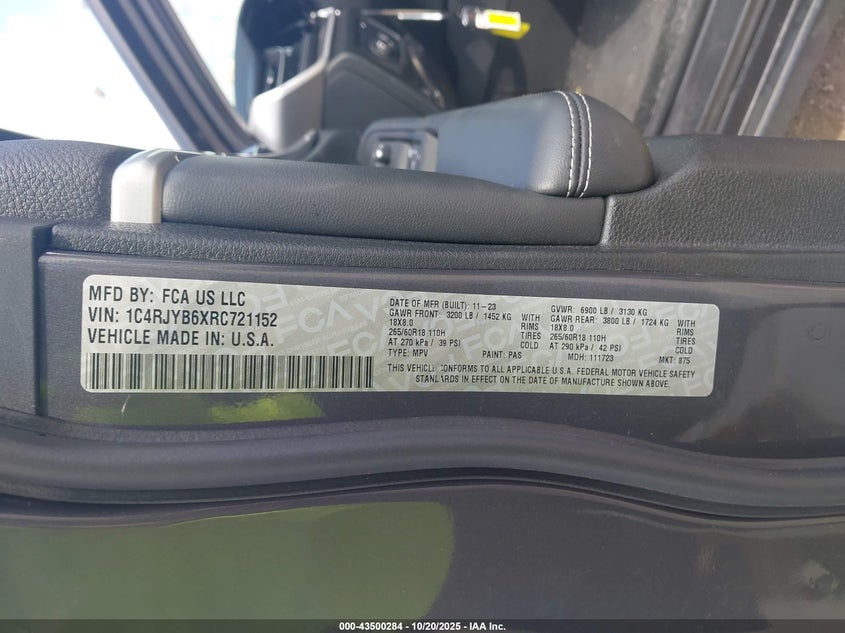 MFD BY: FCA US LLC
VIN: 1C4RJYB6XRC721152
VEHICLE MADE IN: U.S.A.
DATE OF MFR (BUILT): 11-23
GVWR: 6900 LB / 3130 KG
GAWR FRONT: 3200 LB / 1452 KG WITH
GAWR REAR: 3800 LB / 1724 KG WITH
18X8.0 RIMS
18X8.0 RIMS
265/60R18 110H TIRES
265/60R18 110H TIRES
AT 270 kPa / 39 PSI COLD
AT 290 kPa / 42 PSI COLD
TYPE: MPV PAINT: PAS MDH: 111723 MKT: 875
THIS VEHICLE CONFORMS TO ALL APPLICABLE U.S.A. FEDERAL MOTOR VEHICLE SAFETY
STANDARDS IN EFFECT ON THE DATE OF MANUFACTURE SHOWN ABOVE.
000-43500284 - 10/20/2025 - IAA Inc.